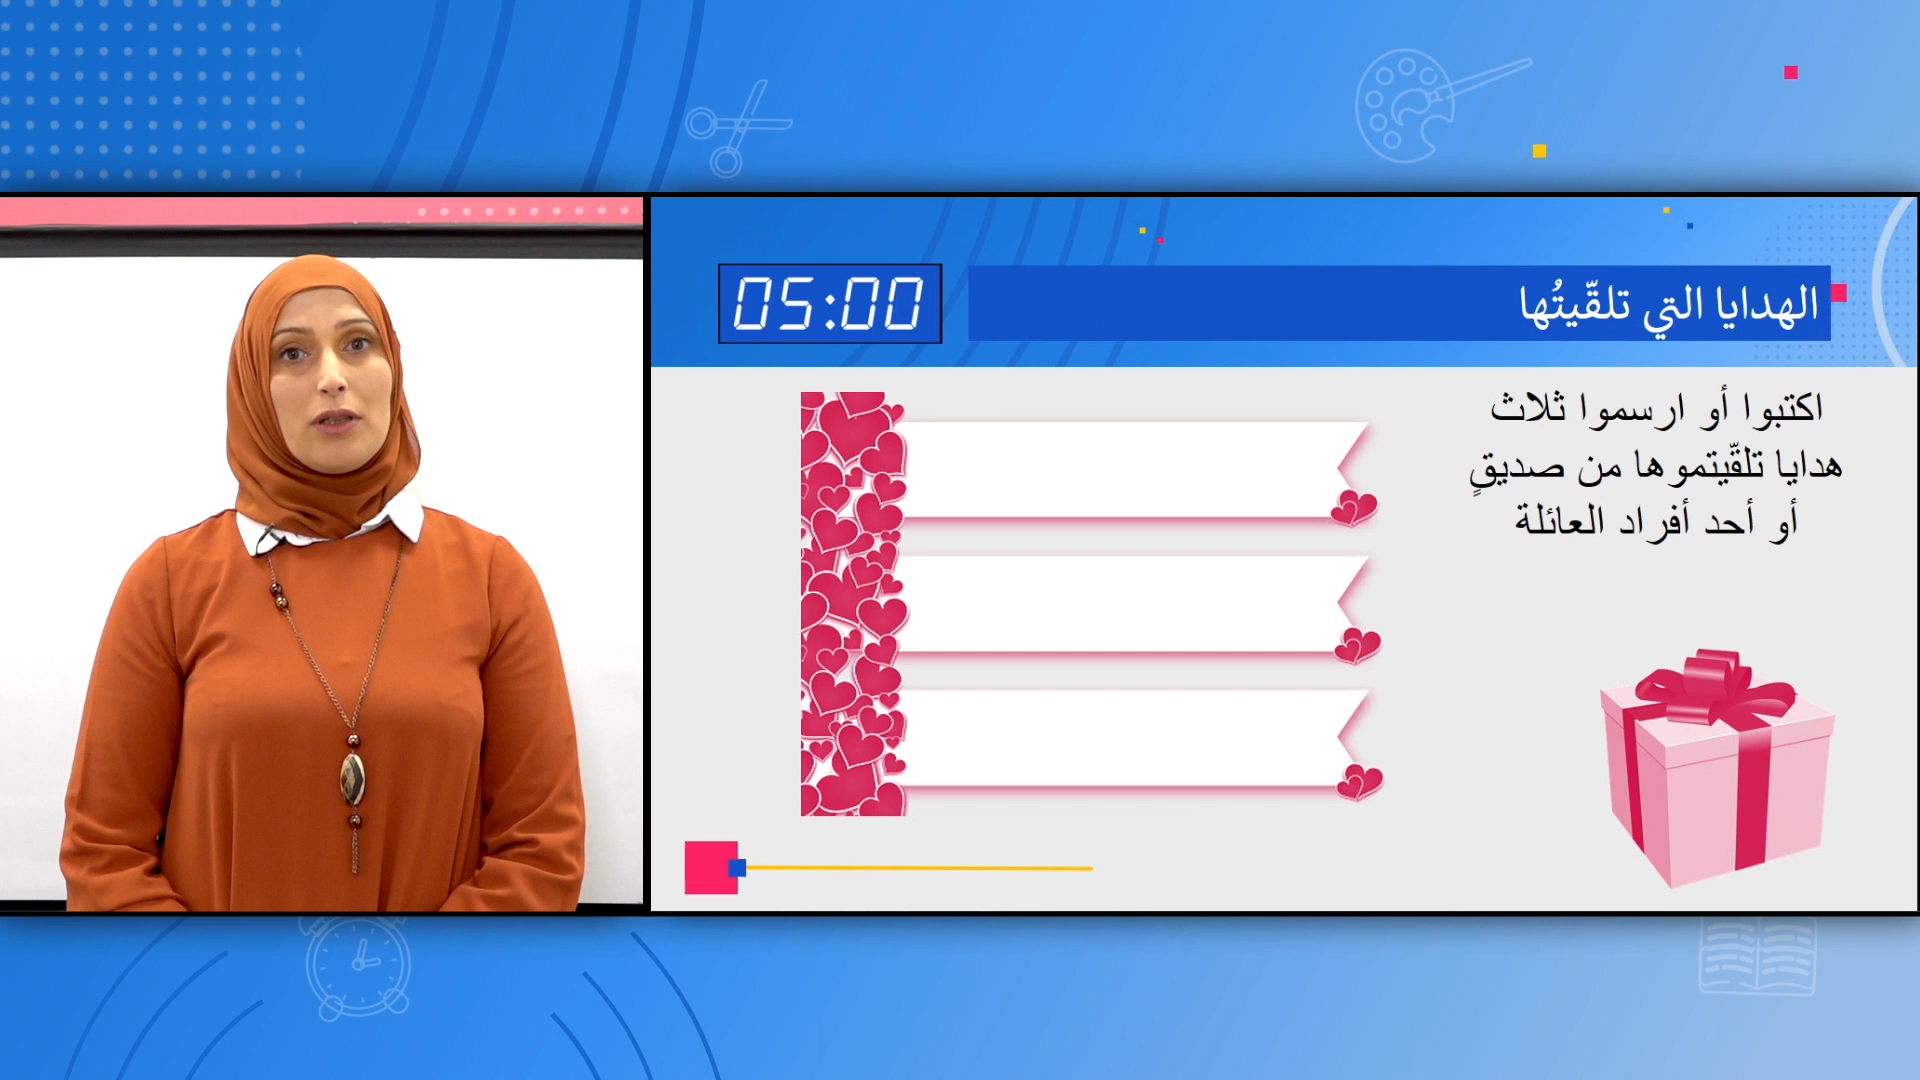 الهدايا التي تلقّيتُها
05:00
اكتبوا أو ارسموا ثلاث
هدايا تلقّيتموها من صديقٍ
أو أحد أفراد العائلة